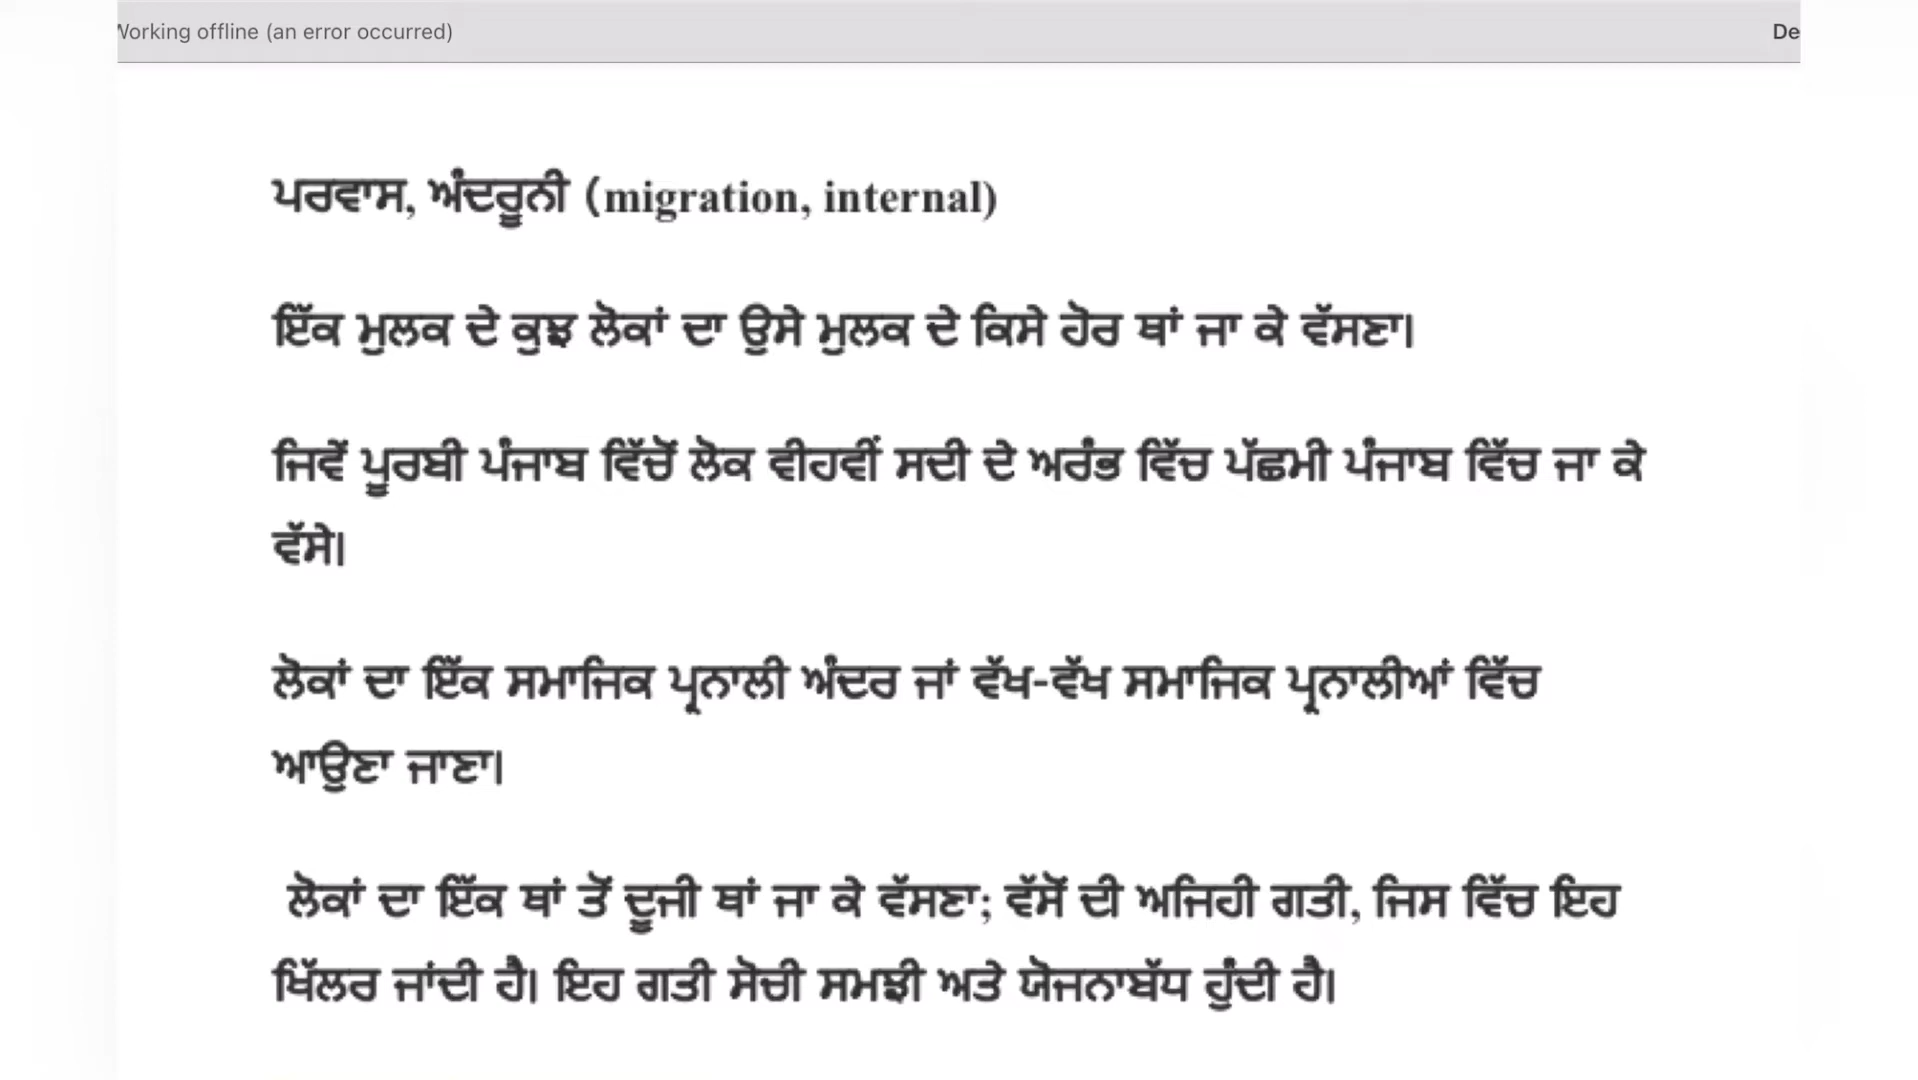 Working offline (an error occurred)
De
ਪਰਵਾਸ, ਅੰਦਰੂਨੀ (migration, internal)
ਇੱਕ ਮੁਲਕ ਦੇ ਕੁਝ ਲੋਕਾਂ ਦਾ ਉਸੇ ਮੁਲਕ ਦੇ ਕਿਸੇ ਹੋਰ ਥਾਂ ਜਾ ਕੇ ਵੱਸਣਾ।
ਜਿਵੇਂ ਪੂਰਬੀ ਪੰਜਾਬ ਵਿੱਚੋਂ ਲੋਕ ਵੀਹਵੀਂ ਸਦੀ ਦੇ ਅਰੰਭ ਵਿੱਚ ਪੱਛਮੀ ਪੰਜਾਬ ਵਿੱਚ ਜਾ ਕੇ
ਵੱਸੇ।
ਲੋਕਾਂ ਦਾ ਇੱਕ ਸਮਾਜਿਕ ਪ੍ਰਨਾਲੀ ਅੰਦਰ ਜਾਂ ਵੱਖ-ਵੱਖ ਸਮਾਜਿਕ ਪ੍ਰਨਾਲੀਆਂ ਵਿੱਚ
ਆਉਣਾ ਜਾਣਾ।
ਲੋਕਾਂ ਦਾ ਇੱਕ ਥਾਂ ਤੋਂ ਦੂਜੀ ਥਾਂ ਜਾ ਕੇ ਵੱਸਣਾ; ਵੱਸੋਂ ਦੀ ਅਜਿਹੀ ਗਤੀ, ਜਿਸ ਵਿੱਚ ਇਹ
ਖਿੱਲਰ ਜਾਂਦੀ ਹੈ। ਇਹ ਗਤੀ ਸੋਚੀ ਸਮਝੀ ਅਤੇ ਯੋਜਨਾਬੱਧ ਹੁੰਦੀ ਹੈ।